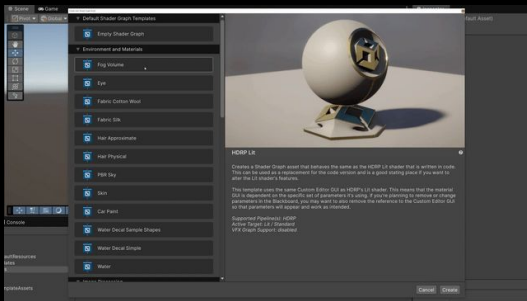 Scene Game
Pivot Global
Default Shader Graph Templates
Empty Shader Graph
Environment and Materials
Fog Volume
Eye
Fabric Cotton Wool
Fabric Silk
Hair Approximate
Hair Physical
PBR Sky
Skin
Car Paint
Water Decal Sample Shapes
Water Decal Simple
Water
HDRP Lit
Creates a Shader Graph asset that behaves the same as the HDRP Lit shader that is written in code.
This can be used as a replacement for the code version and is a good stating place if you want to
alter the Lit shader's features.
This template uses the same Custom Editor GUI as HDRP's Lit shader. This means that the material
GUI is dependent on the specific set of parameters it's using. If you're planning to remove or change
parameters in the Blackboard, you may want to also remove the reference to the Custom Editor GUI
so that parameters will appear and work as intended.
Supported Pipeline(s): HDRP
Active Target: Lit / Standard
VFX Graph Support: disabled
Cancel Create
Console